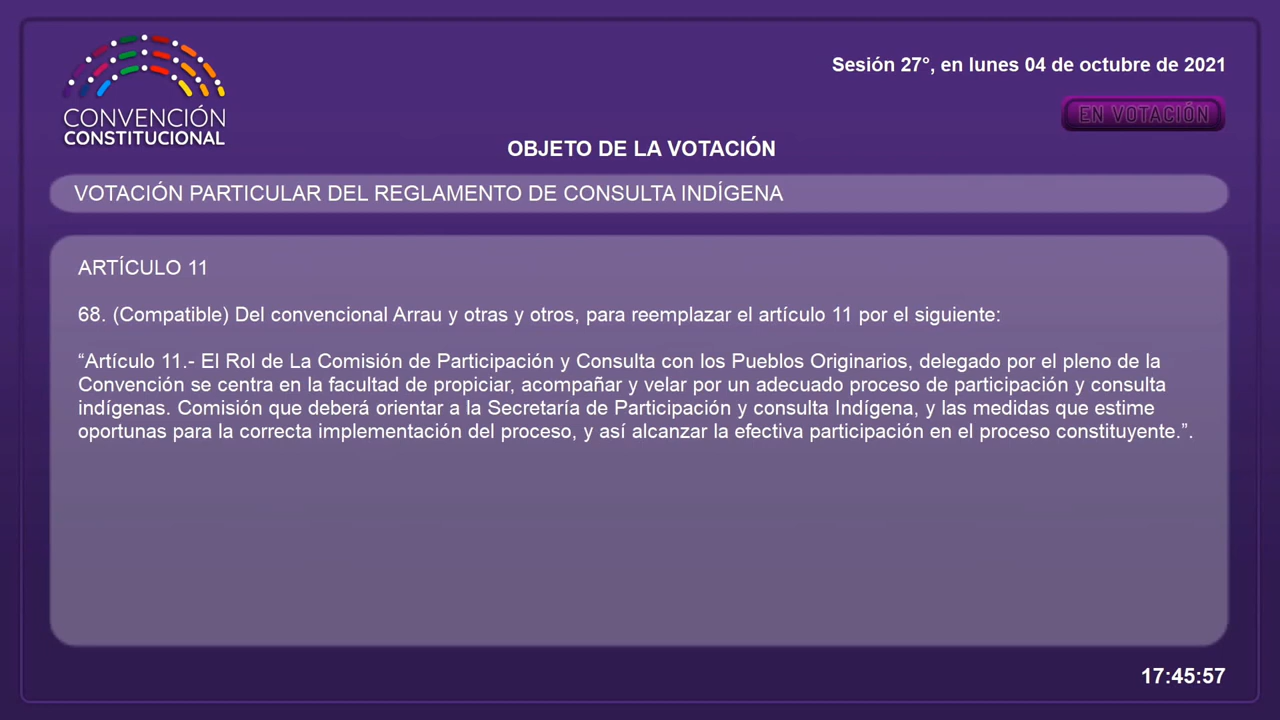 CONVENCIÓN
CONSTITUCIONAL
Sesión 27°, en lunes 04 de octubre de 2021
EN VOTACIÓN
OBJETO DE LA VOTACIÓN
VOTACIÓN PARTICULAR DEL REGLAMENTO DE CONSULTA INDÍGENA
ARTÍCULO 11
68. (Compatible) Del convencional Arrau y otras y otros, para reemplazar el artículo 11 por el siguiente:
“Artículo 11.- El Rol de La Comisión de Participación y Consulta con los Pueblos Originarios, delegado por el pleno de la
Convención se centra en la facultad de propiciar, acompañar y velar por un adecuado proceso de participación y consulta
indígenas. Comisión que deberá orientar a la Secretaría de Participación y consulta Indígena, y las medidas que estime
oportunas para la correcta implementación del proceso, y así alcanzar la efectiva participación en el proceso constituyente.”.
17:45:57